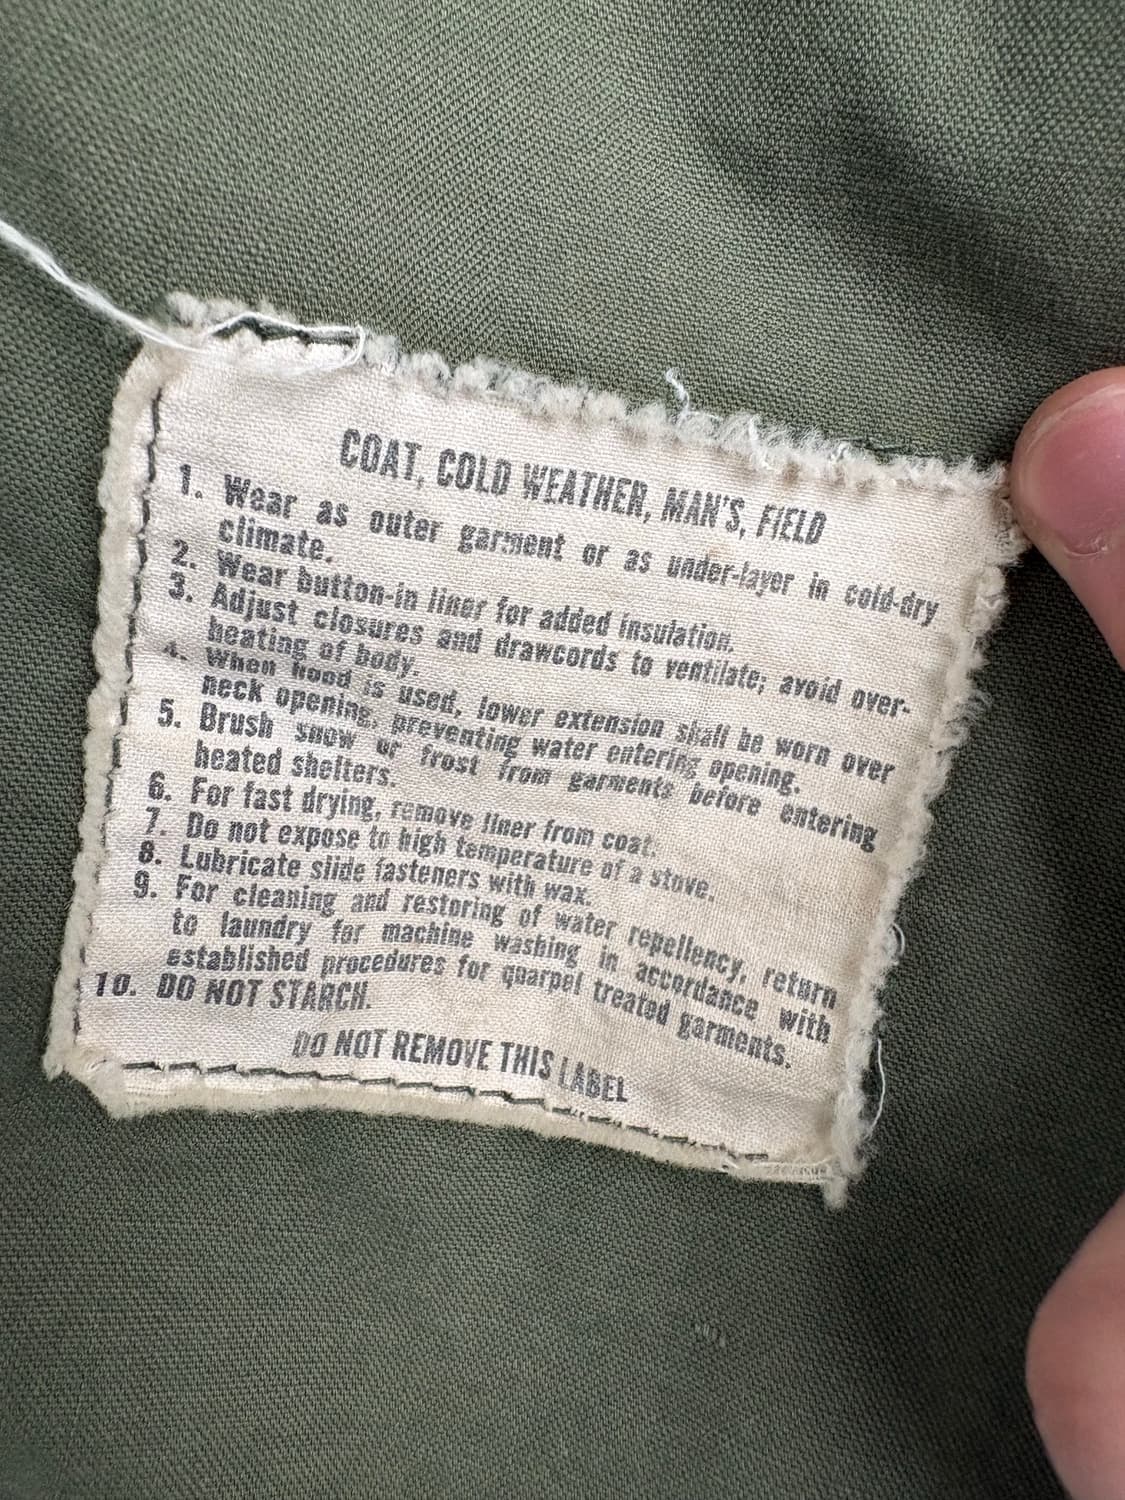 COAT, COLD WEATHER, MAN'S, FIELD
1. Wear as outer garment or as under-layer in cold-dry
climate.
2. Wear button-in liner for added insulation.
3. Adjust closures and drawcords to ventilate; avoid over-
heating of body.
4. When hood is used, lower extension shall be worn over
neck opening, preventing water entering opening.
5. Brush snow or frost from garments before entering
heated shelters.
6. For fast drying, remove liner from coat.
7. Do not expose to high temperature of a stove.
8. Lubricate slide fasteners with wax.
9. For cleaning and restoring of water repellency, return
to laundry for machine washing in accordance with
established procedures for quarpel treated garments.
10. DO NOT STARCH.
DO NOT REMOVE THIS LABEL